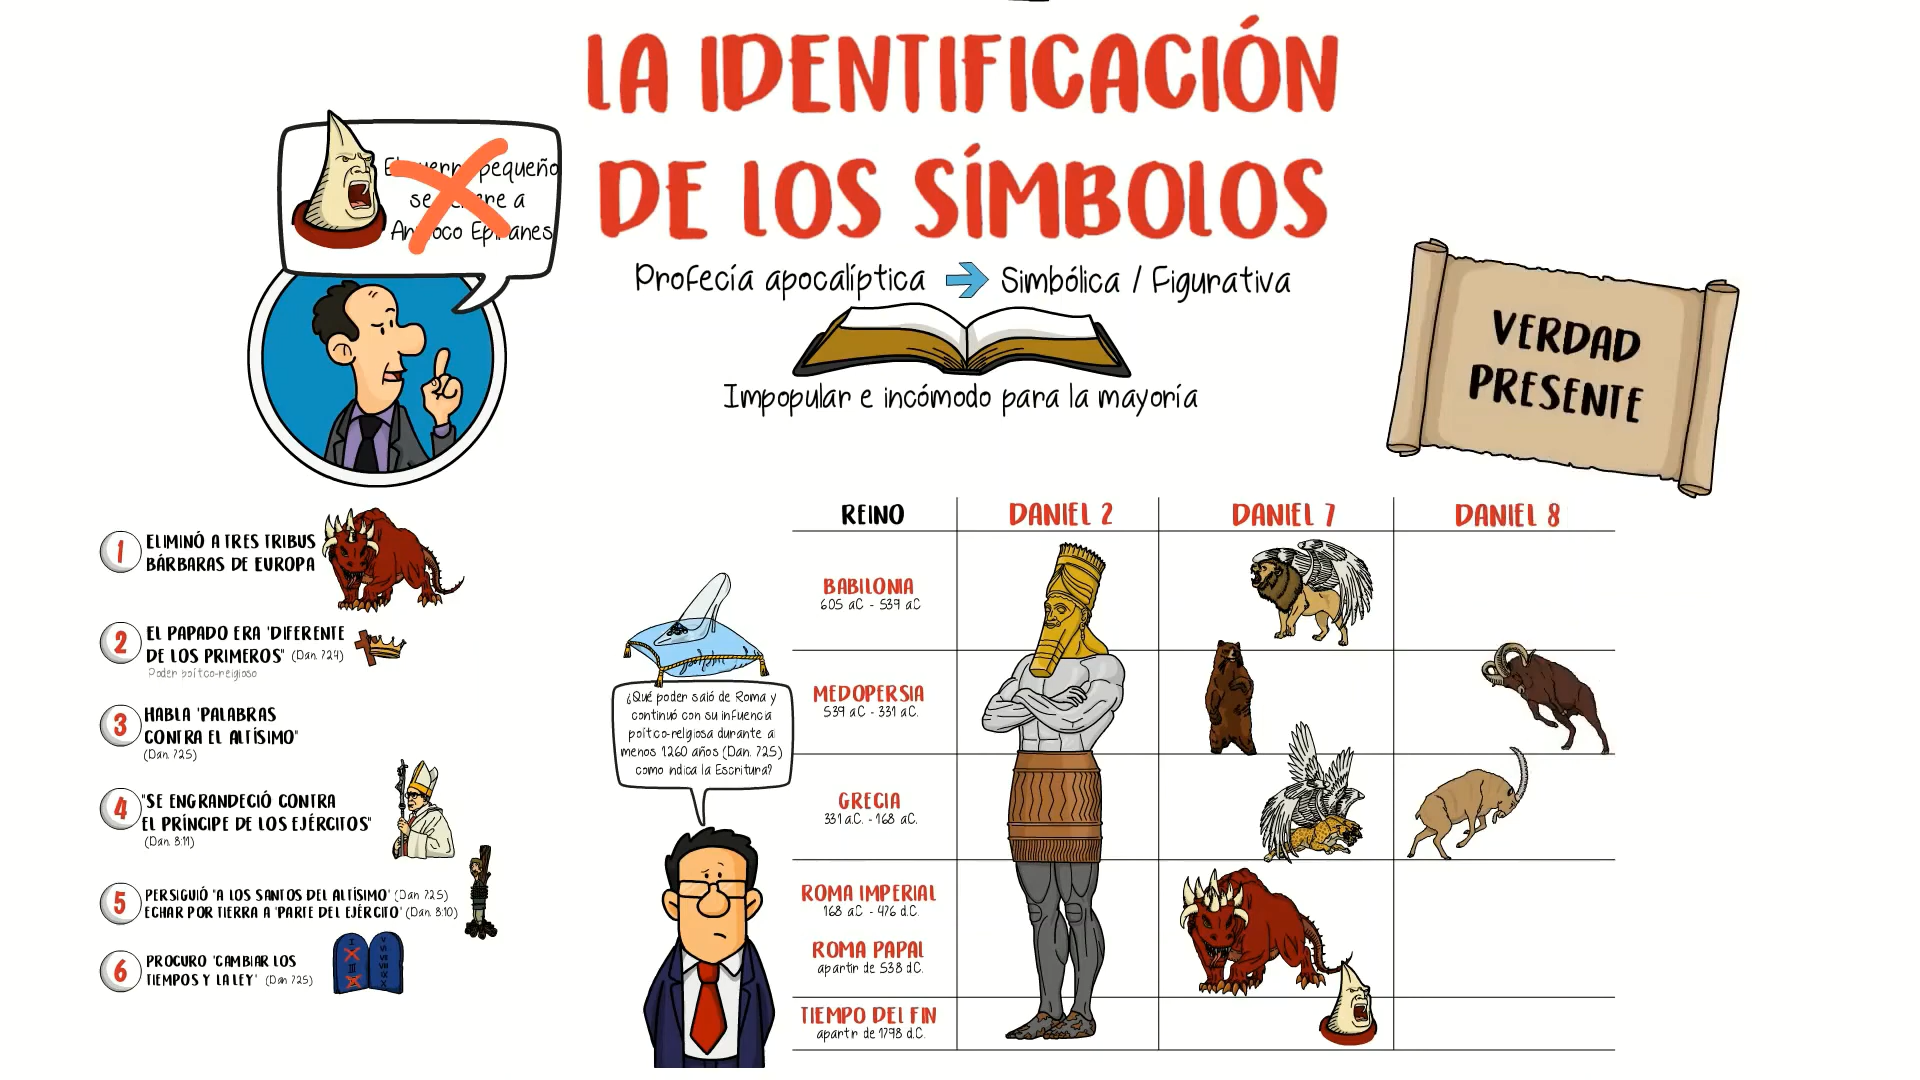 LA IDENTIFICACIÓN
DE LOS SÍMBOLOS
Profecía apocalíptica
Simbólica / Figurativa
Impopular e incómodo para la mayoría
pequeño
se
a
VERDAD
PRESENTE
1
ELIMINÓ A TRES TRIBUS
BÁRBARAS DE EUROPA
2
EL PAPADO ERA "DIFERENTE
DE LOS PRIMEROS" (Dan. 7:24)
3
HABLA "PALABRAS
CONTRA EL ALTÍSIMO"
(Dan. 7:25)
4
"SE ENGRANDECIÓ CONTRA
EL PRÍNCIPE DE LOS EJÉRCITOS"
(Dan. 8:11)
5
PERSIGUIÓ "A LOS SANTOS DEL ALTÍSIMO" (Dan 7:25)
ECHAR POR TIERRA A "PARTE DEL EJÉRCITO" (Dan. 8:10)
6
PROCURO "CAMBIAR LOS
TIEMPOS Y LA LEY" (Dan 7:25)
¿Qué poder salió de Roma y
continuó con su influencia
político-religiosa durante al
menos 1260 años (Dan. 7:25)
como indica la Escritura?
REINO
DANIEL 2
DANIEL 7
DANIEL 8
BABILONIA
605 aC - 539 aC
MEDOPERSIA
539 aC - 331 aC.
GRECIA
331 a.C. - 168 aC.
ROMA IMPERIAL
168 aC - 476 d.C.
ROMA PAPAL
apartir de 538 dC.
TIEMPO DEL FIN
apartir de 1798 d.C.